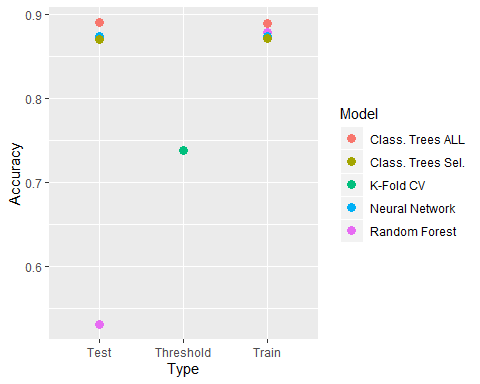 0.9
0.8
0.7
0.6
Accuracy
Test Threshold Train
Type
Model
Class. Trees ALL
Class. Trees Sel.
K-Fold CV
Neural Network
Random Forest